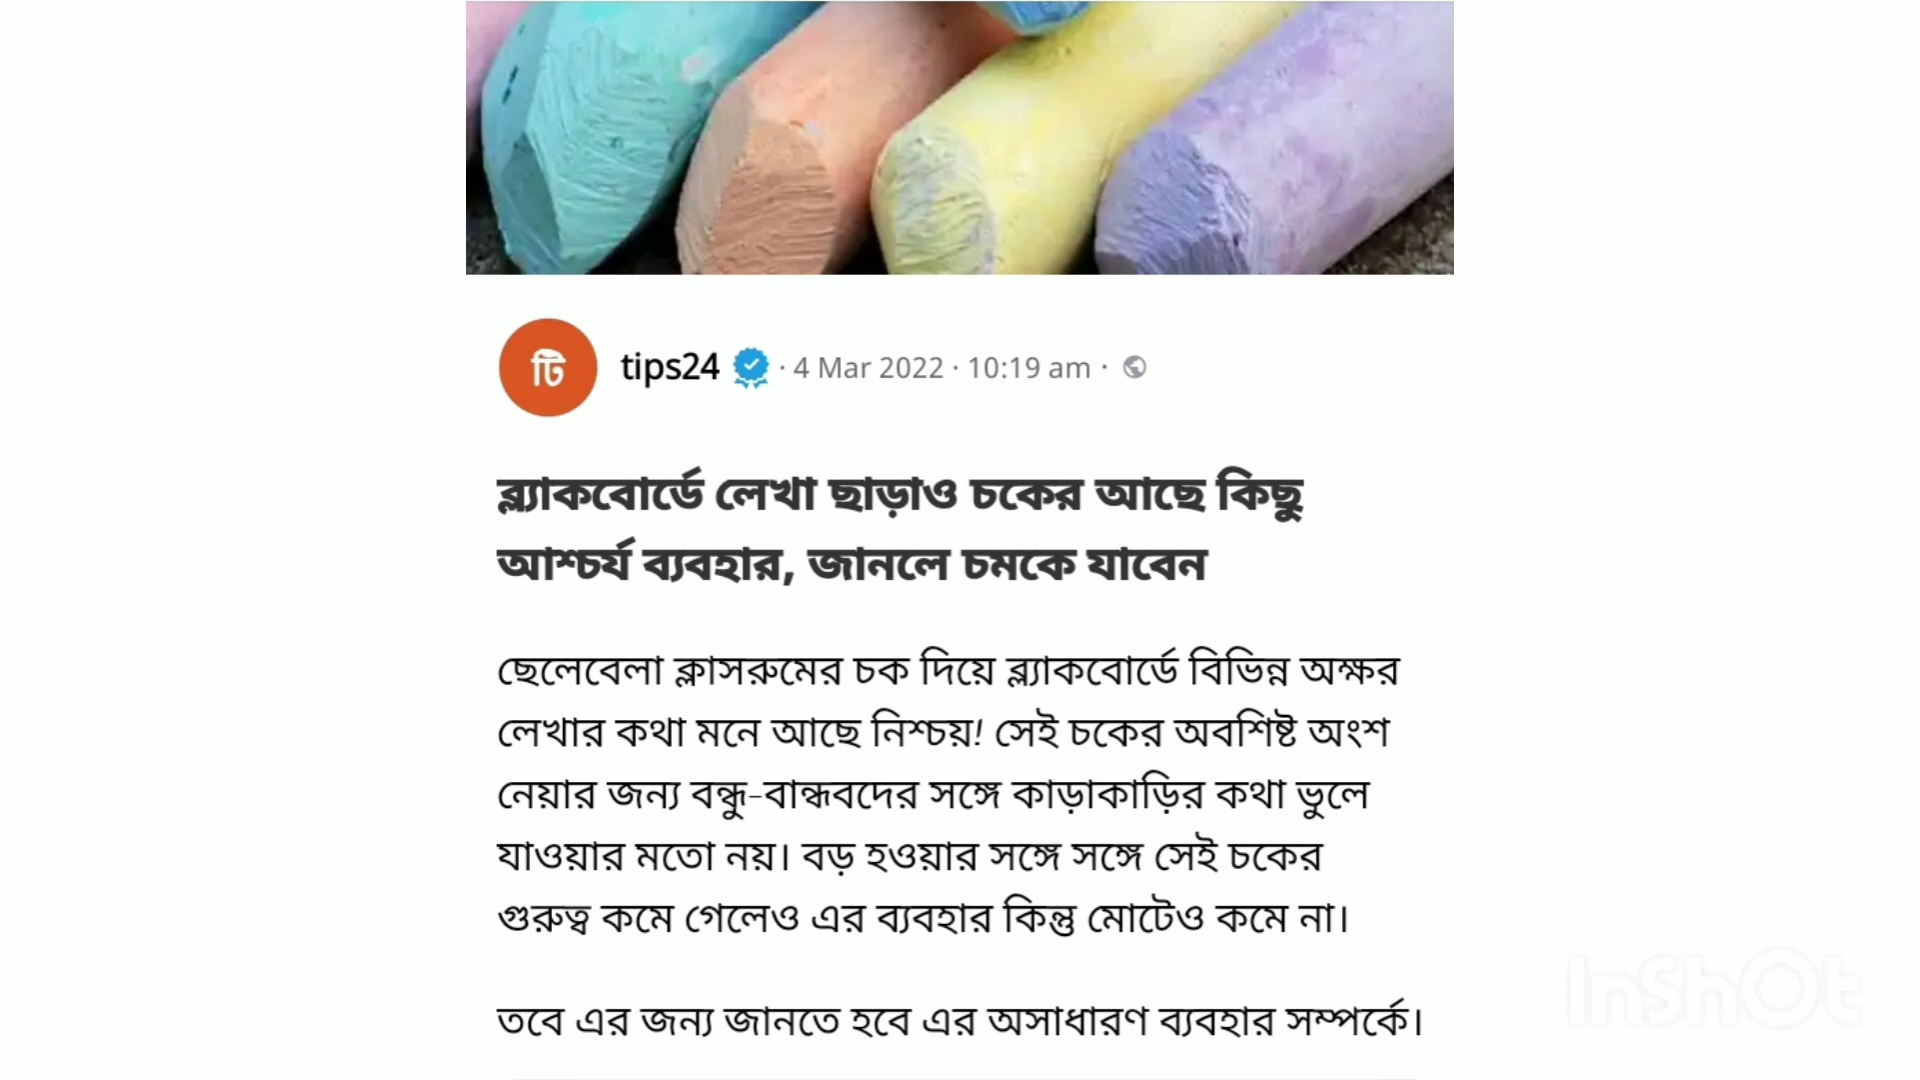 টি
tips24 · 4 Mar 2022 · 10:19 am ·
ব্ল্যাকবোর্ডে লেখা ছাড়াও চকের আছে কিছু
আশ্চর্য ব্যবহার, জানলে চমকে যাবেন
ছেলেবেলা ক্লাসরুমের চক দিয়ে ব্ল্যাকবোর্ডে বিভিন্ন অক্ষর
লেখার কথা মনে আছে নিশ্চয়! সেই চকের অবশিষ্ট অংশ
নেয়ার জন্য বন্ধু-বান্ধবদের সঙ্গে কাড়াকাড়ির কথা ভুলে
যাওয়ার মতো নয়। বড় হওয়ার সঙ্গে সঙ্গে সেই চকের
গুরুত্ব কমে গেলেও এর ব্যবহার কিন্তু মোটেও কমে না।
তবে এর জন্য জানতে হবে এর অসাধারণ ব্যবহার সম্পর্কে।
InShOt